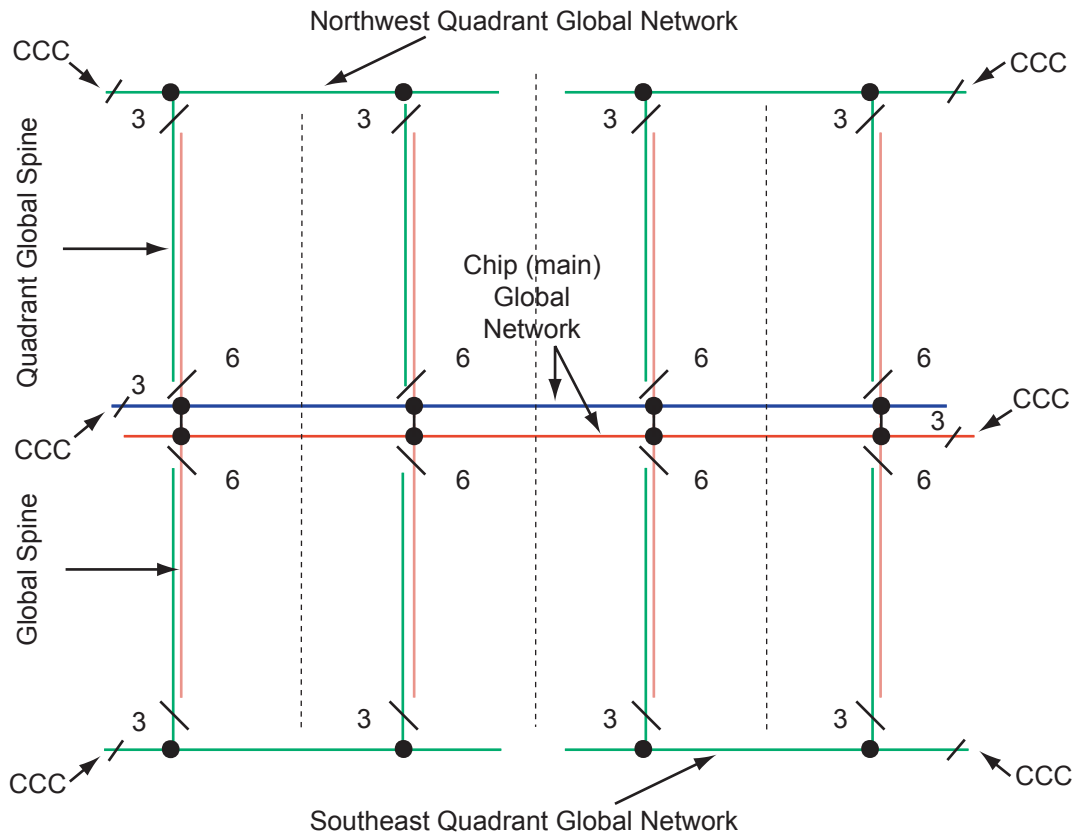 Northwest Quadrant Global Network
CCC
CCC
3
3
3
3
Quadrant Global Spine
Chip (main)
Global
Network
6
6
6
6
3
CCC
CCC
3
6
6
6
6
Global Spine
3
3
3
3
CCC
CCC
Southeast Quadrant Global Network